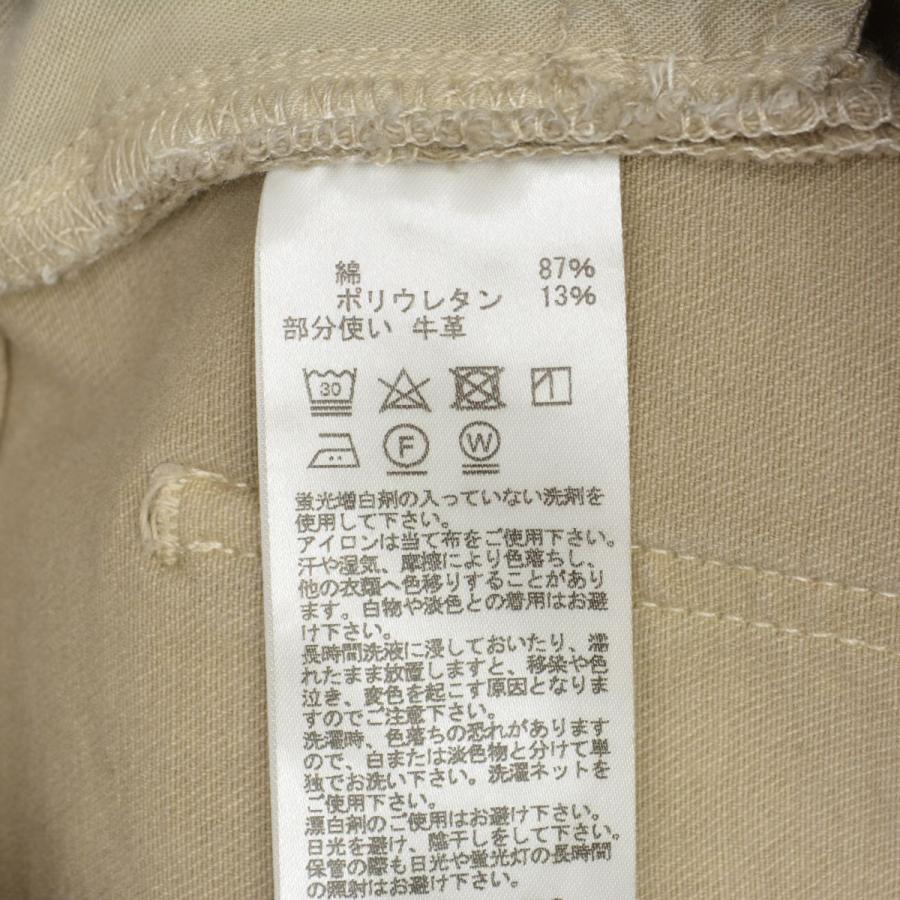 綿 87%
ポリウレタン 13%
部分使い 牛革
30
F W
蛍光増白剤の入っていない洗剤を
使用して下さい。
アイロンは当て布をご使用下さい。
汗や湿気、摩擦により色落ちし、
他の衣類へ色移りすることがあり
ます。白物や淡色との着用はお避
け下さい。
長時間洗液に浸しておいたり、濡
れたまま放置しますと、移染や色
泣き、変色を起こす原因となりま
すのでご注意下さい。
洗濯時、色落ちの恐れがあります
ので、白または淡色物と分けて単
独でお洗い下さい。洗濯ネットを
ご使用下さい。
漂白剤のご使用はお避け下さい。
日光を避け、陰干しをして下さい。
保管の際も日光や蛍光灯の長時間
の照射はお避け下さい。